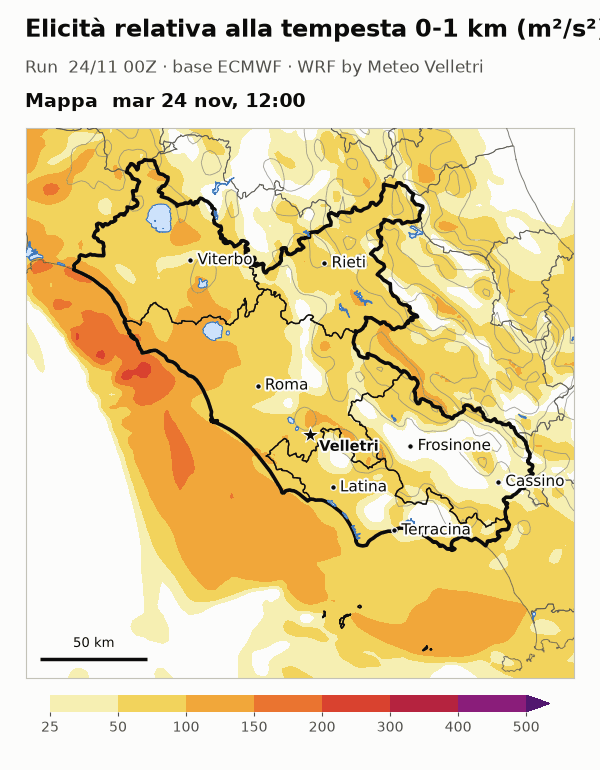 Elicità relativa alla tempesta 0-1 km (m²/s²)
Run 24/11 00Z · base ECMWF · WRF by Meteo Velletri
Mappa mar 24 nov, 12:00
Viterbo
Rieti
Roma
Velletri
Frosinone
Cassino
Latina
Terracina
50 km
25 50 100 150 200 300 400 500